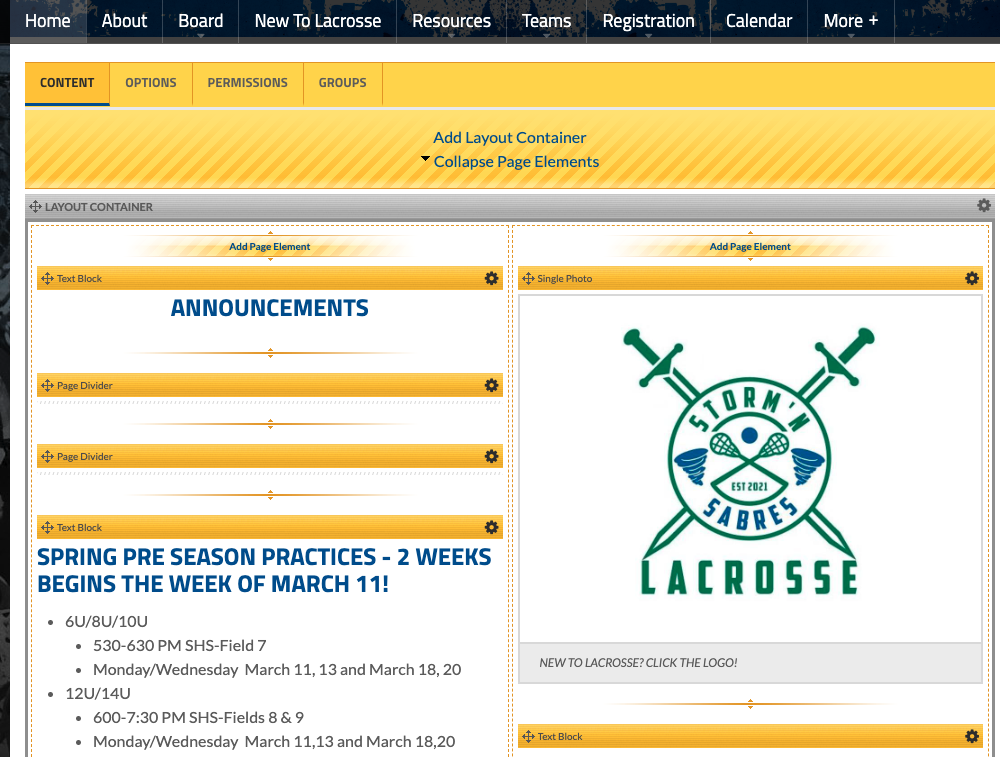 Home About Board New To Lacrosse Resources Teams Registration Calendar More +
CONTENT OPTIONS PERMISSIONS GROUPS
Add Layout Container
Collapse Page Elements
LAYOUT CONTAINER
Add Page Element
Text Block
ANNOUNCEMENTS
Page Divider
Page Divider
Text Block
SPRING PRE SEASON PRACTICES - 2 WEEKS
BEGINS THE WEEK OF MARCH 11!
6U/8U/10U
530-630 PM SHS-Field 7
Monday/Wednesday March 11, 13 and March 18, 20
12U/14U
600-7:30 PM SHS-Fields 8 & 9
Monday/Wednesday March 11,13 and March 18,20
Add Page Element
Single Photo
STORM'N
EST 2021
SABRES
LACROSSE
NEW TO LACROSSE? CLICK THE LOGO!
Text Block